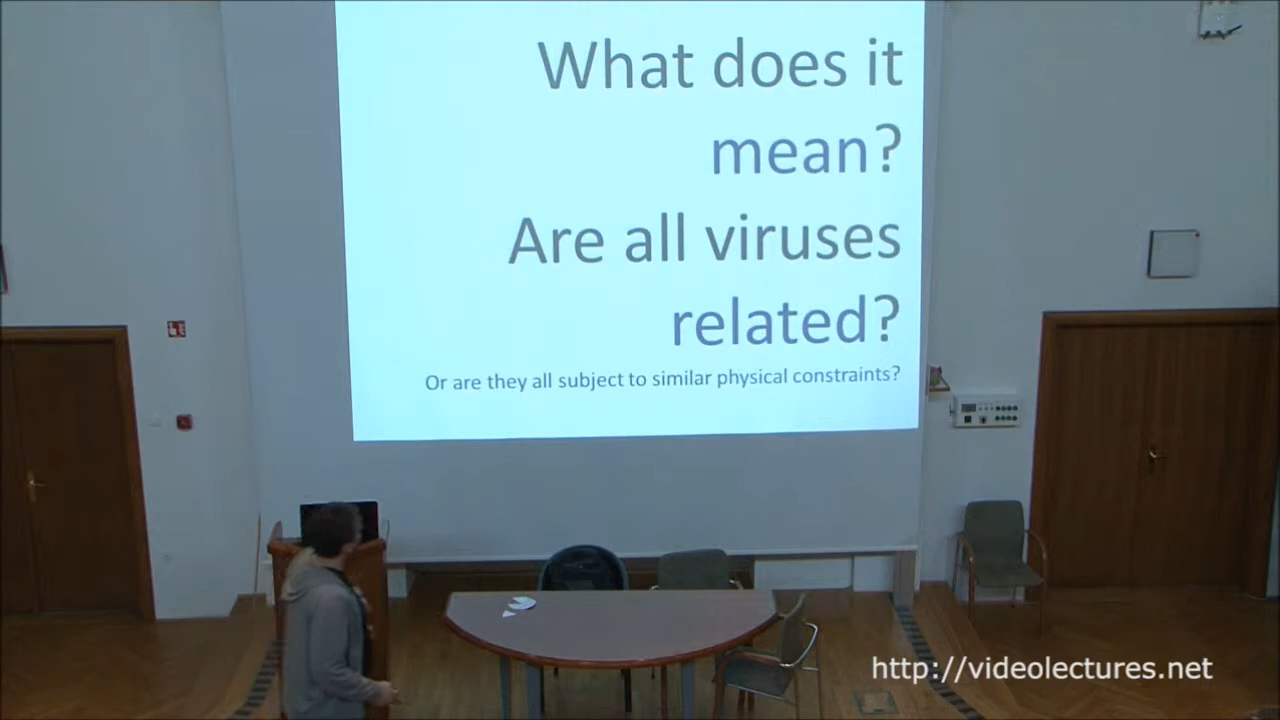 What does it
mean?
Are all viruses
related?
Or are they all subject to similar physical constraints?
http://videolectures.net